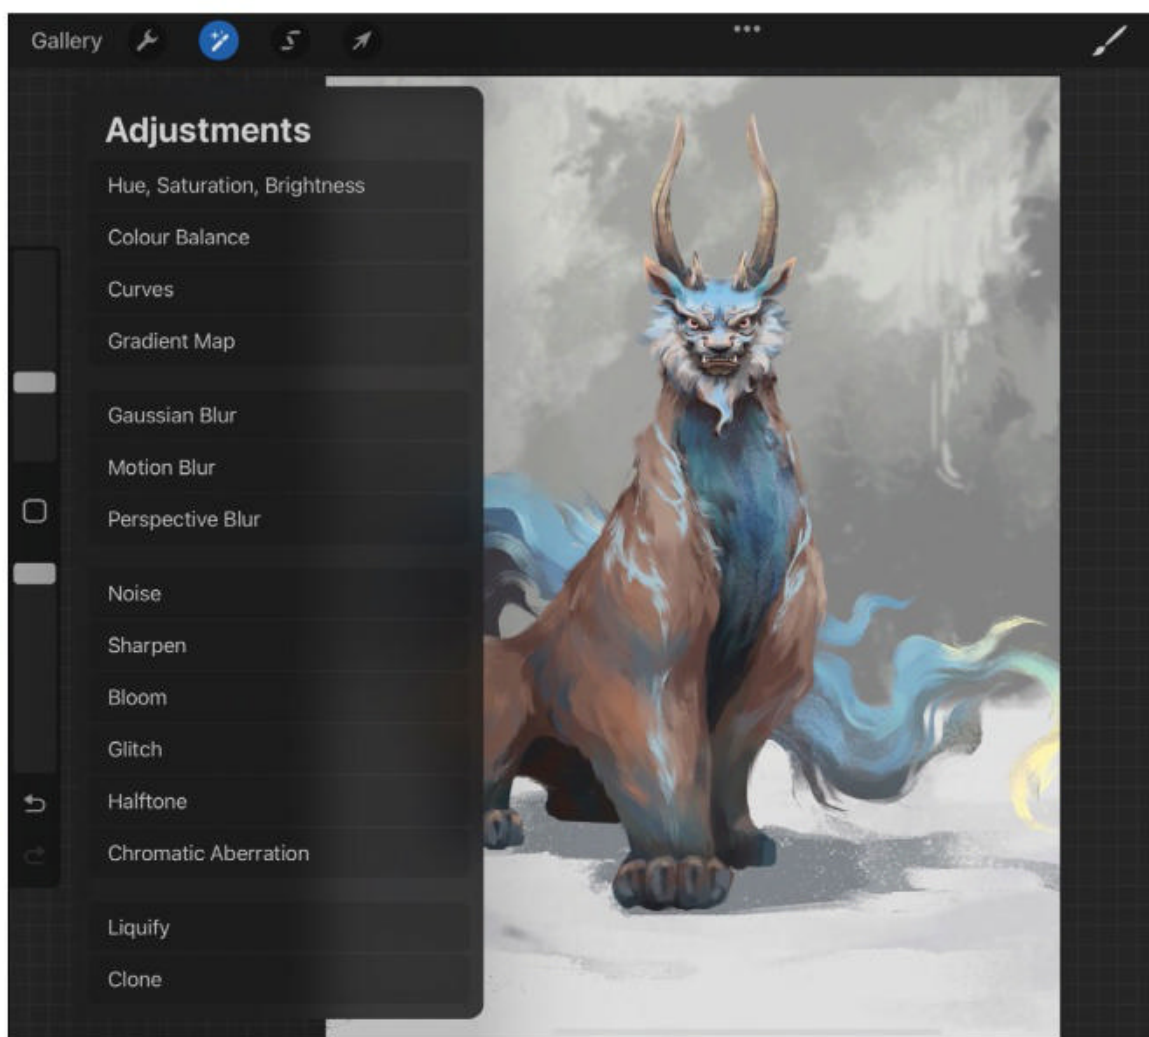 Gallery
Adjustments
Hue, Saturation, Brightness
Colour Balance
Curves
Gradient Map
Gaussian Blur
Motion Blur
Perspective Blur
Noise
Sharpen
Bloom
Glitch
Halftone
Chromatic Aberration
Liquify
Clone